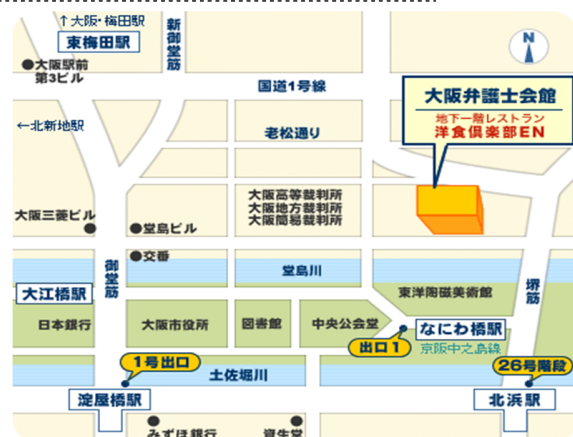 ↑大阪・梅田駅
東梅田駅
新御堂筋
N
●大阪駅前
第3ビル
国道1号線
大阪弁護士会館
地下一階レストラン
洋食倶楽部EN
←北新地駅
老松通り
大阪高等裁判所
大阪地方裁判所
大阪簡易裁判所
大阪三菱ビル
●堂島ビル
●交番
御堂筋
堂島川
堺筋
大江橋駅
東洋陶磁美術館
日本銀行
大阪市役所
図書館
中央公会堂
なにわ橋駅
出口1
京阪中之島線
1号出口
土佐堀川
26号階段
淀屋橋駅
北浜駅
みずほ銀行
資生堂